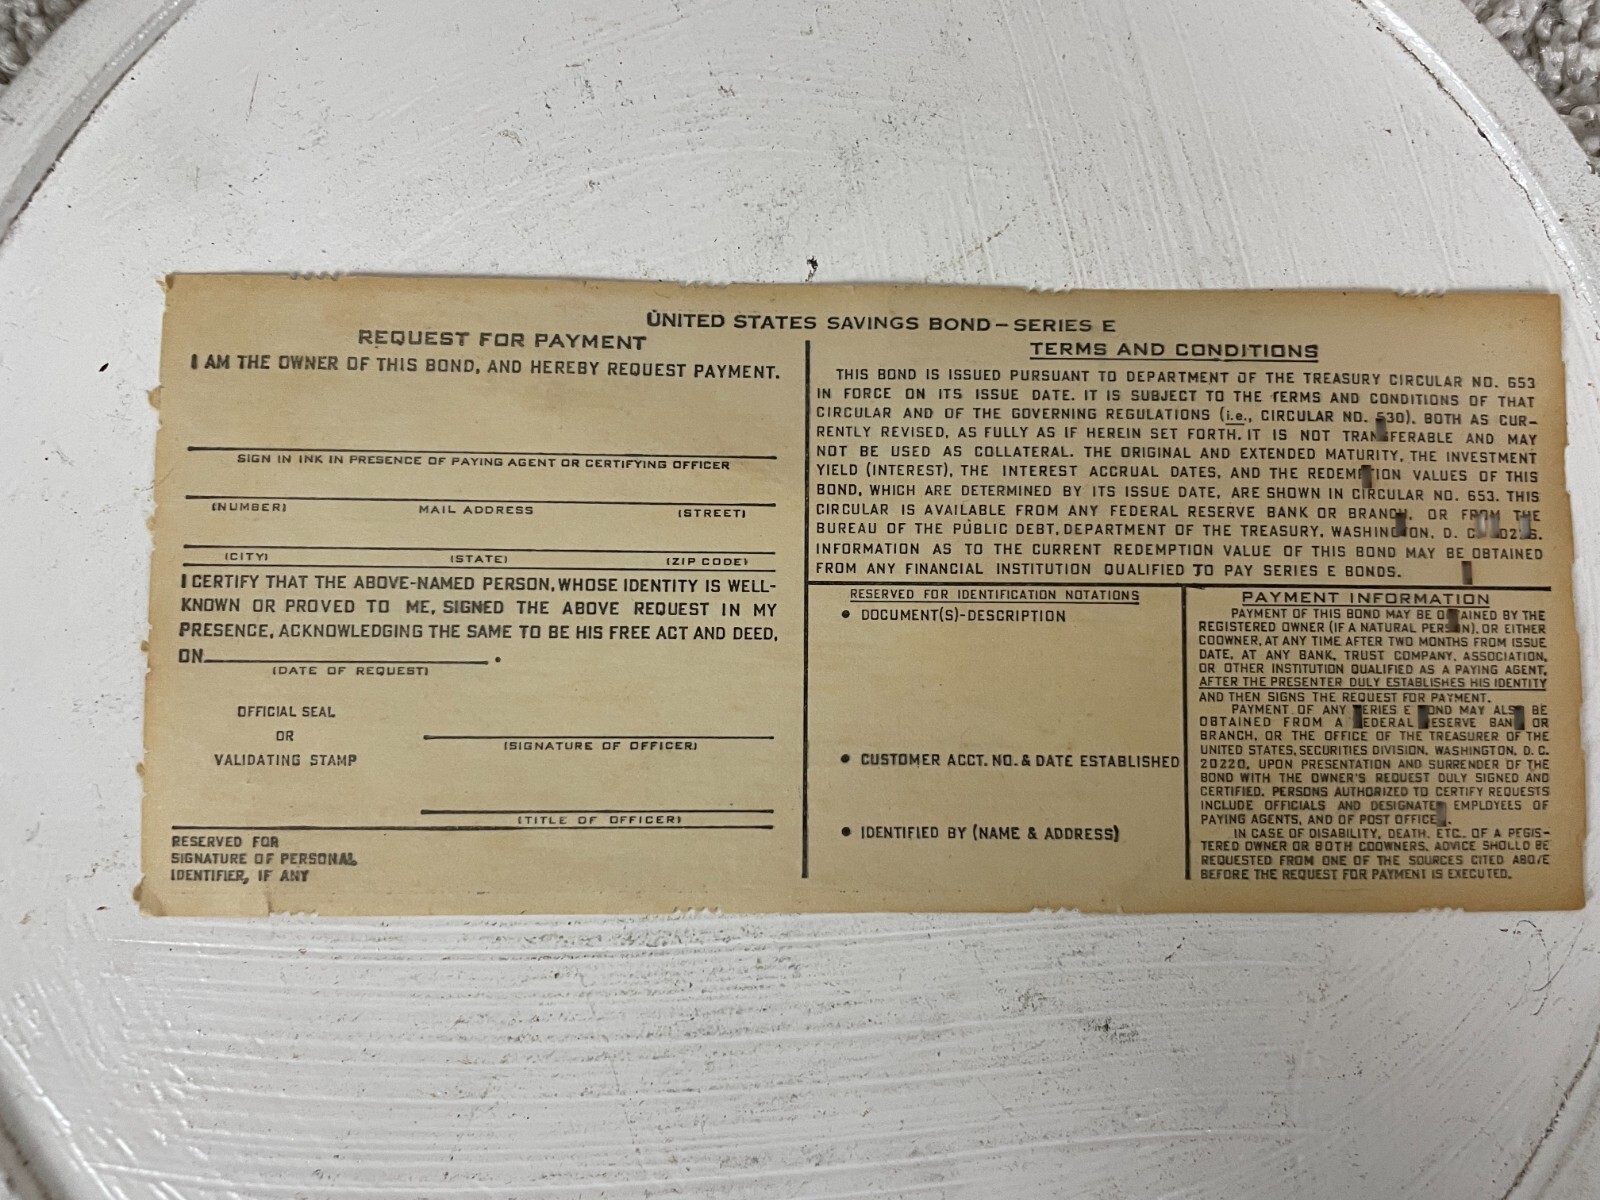 UNITED STATES SAVINGS BOND — SERIES E
REQUEST FOR PAYMENT
I AM THE OWNER OF THIS BOND, AND HEREBY REQUEST PAYMENT.
SIGN IN INK IN PRESENCE OF PAYING AGENT OR CERTIFYING OFFICER
(NUMBER) MAIL ADDRESS (STREET)
(CITY) (STATE) (ZIP CODE)
I CERTIFY THAT THE ABOVE-NAMED PERSON, WHOSE IDENTITY IS WELL-
KNOWN OR PROVED TO ME, SIGNED THE ABOVE REQUEST IN MY
PRESENCE, ACKNOWLEDGING THE SAME TO BE HIS FREE ACT AND DEED,
ON.
(DATE OF REQUEST)
OFFICIAL SEAL
OR
VALIDATING STAMP
(SIGNATURE OF OFFICER)
(TITLE OF OFFICER)
RESERVED FOR
SIGNATURE OF PERSONAL
IDENTIFIER, IF ANY
TERMS AND CONDITIONS
THIS BOND IS ISSUED PURSUANT TO DEPARTMENT OF THE TREASURY CIRCULAR NO. 653
IN FORCE ON ITS ISSUE DATE. IT IS SUBJECT TO THE TERMS AND CONDITIONS OF THAT
CIRCULAR AND OF THE GOVERNING REGULATIONS (i.e., CIRCULAR NO. 530). BOTH AS CUR-
RENTLY REVISED, AS FULLY AS IF HEREIN SET FORTH. IT IS NOT TRANSFERABLE AND MAY
NOT BE USED AS COLLATERAL. THE ORIGINAL AND EXTENDED MATURITY, THE INVESTMENT
YIELD (INTEREST), THE INTEREST ACCRUAL DATES, AND THE REDEMPTION VALUES OF THIS
BOND, WHICH ARE DETERMINED BY ITS ISSUE DATE, ARE SHOWN IN CIRCULAR NO. 653. THIS
CIRCULAR IS AVAILABLE FROM ANY FEDERAL RESERVE BANK OR BRANCH, OR FROM THE
BUREAU OF THE PUBLIC DEBT, DEPARTMENT OF THE TREASURY, WASHINGTON, D. C.
INFORMATION AS TO THE CURRENT REDEMPTION VALUE OF THIS BOND MAY BE OBTAINED
FROM ANY FINANCIAL INSTITUTION QUALIFIED TO PAY SERIES E BONDS.
RESERVED FOR IDENTIFICATION NOTATIONS
• DOCUMENT(S)-DESCRIPTION
• CUSTOMER ACCT. NO. & DATE ESTABLISHED
• IDENTIFIED BY (NAME & ADDRESS)
PAYMENT INFORMATION
PAYMENT OF THIS BOND MAY BE OBTAINED BY THE
REGISTERED OWNER (IF A NATURAL PERSON), OR EITHER
COOWNER, AT ANY TIME AFTER TWO MONTHS FROM ISSUE
DATE, AT ANY BANK, TRUST COMPANY, ASSOCIATION,
OR OTHER INSTITUTION QUALIFIED AS A PAYING AGENT,
AFTER THE PRESENTER DULY ESTABLISHES HIS IDENTITY
AND THEN SIGNS THE REQUEST FOR PAYMENT.
PAYMENT OF ANY SERIES E BOND MAY ALSO BE
OBTAINED FROM A FEDERAL RESERVE BANK OR
BRANCH, OR THE OFFICE OF THE TREASURER OF THE
UNITED STATES, SECURITIES DIVISION, WASHINGTON, D. C.
20220, UPON PRESENTATION AND SURRENDER OF THE
BOND WITH THE OWNER'S REQUEST DULY SIGNED AND
CERTIFIED. PERSONS AUTHORIZED TO CERTIFY REQUESTS
INCLUDE OFFICIALS AND DESIGNATED EMPLOYEES OF
PAYING AGENTS, AND OF POST OFFICES.
IN CASE OF DISABILITY, DEATH, ETC., OF A REGIS-
TERED OWNER OR BOTH COOWNERS, ADVICE SHOULD BE
REQUESTED FROM ONE OF THE SOURCES CITED ABOVE
BEFORE THE REQUEST FOR PAYMENT IS EXECUTED.